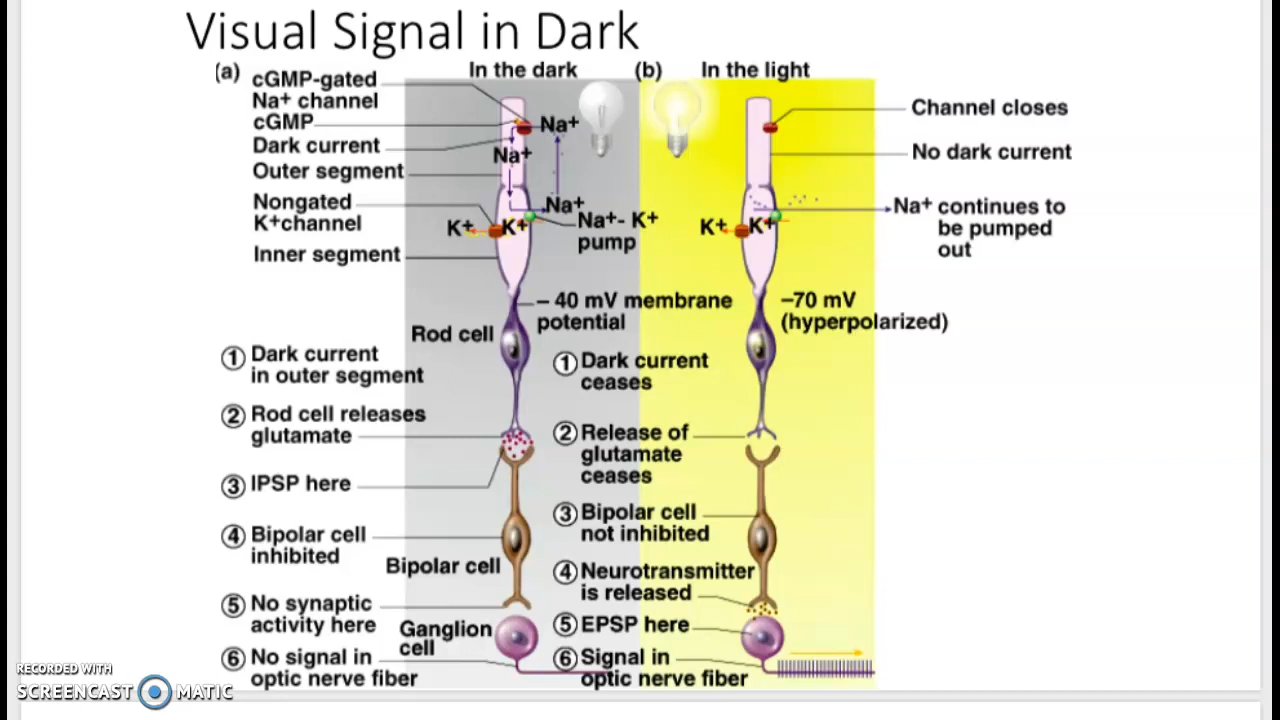 Visual Signal in Dark
(a)
In the dark
cGMP-gated
Na+ channel
cGMP
Dark current
Outer segment
Nongated
K+channel
Inner segment
Na+
Na+
Na+
K+
K+
Na+- K+
pump
– 40 mV membrane
potential
Rod cell
① Dark current
in outer segment
② Rod cell releases
glutamate
③ IPSP here
④ Bipolar cell
inhibited
Bipolar cell
⑤ No synaptic
activity here
Ganglion
cell
⑥ No signal in
optic nerve fiber
(b)
In the light
Channel closes
No dark current
Na+ continues to
be pumped
out
K+
K+
–70 mV
(hyperpolarized)
① Dark current
ceases
② Release of
glutamate
ceases
③ Bipolar cell
not inhibited
④ Neurotransmitter
is released
⑤ EPSP here
⑥ Signal in
optic nerve fiber
RECORDED WITH
SCREENCAST MATIC